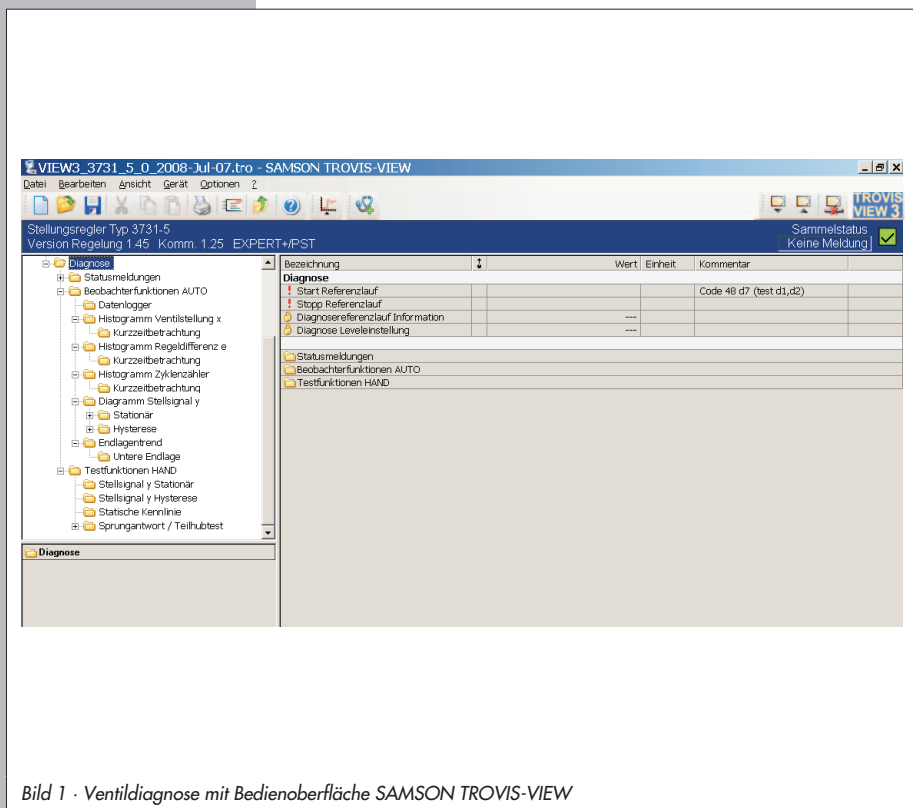 VIEW3_3731_5_0_2008-Jul-07.tro - SAMSON TROVIS-VIEW
Datei Bearbeiten Ansicht Gerät Optionen ?
TROVIS
VIEW 3
Stellungsregler Typ 3731-5
Version Regelung 1.45 Komm. 1.25 EXPERT+/PST
Sammelstatus
Keine Meldung]
Diagnose
Statusmeldungen
Beobachterfunktionen AUTO
Datenlogger
Histogramm Ventilstellung x
Kurzzeitbetrachtung
Histogramm Regeldifferenz e
Kurzzeitbetrachtung
Histogramm Zyklenzähler
Kurzzeitbetrachtung
Diagramm Stellsignal y
Stationär
Hysterese
Endlagentrend
Untere Endlage
Testfunktionen HAND
Stellsignal y Stationär
Stellsignal y Hysterese
Statische Kennlinie
Sprungantwort / Teilhubtest
Diagnose
Bezeichnung Wert Einheit Kommentar
Diagnose
Start Referenzlauf Code 48 d7 (test d1,d2)
Stopp Referenzlauf
Diagnosereferenzlauf Information ---
Diagnose Leveleinstellung ---
Statusmeldungen
Beobachterfunktionen AUTO
Testfunktionen HAND
Bild 1 · Ventildiagnose mit Bedienoberfläche SAMSON TROVIS-VIEW